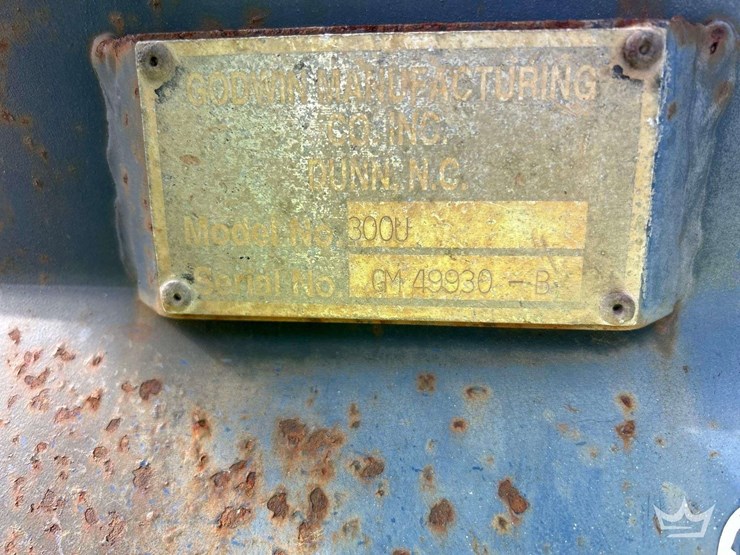 GODWIN MANUFACTURING
CO. INC.
DUNN, N.C.
Model No. 300U
Serial No. GM 49930 - B